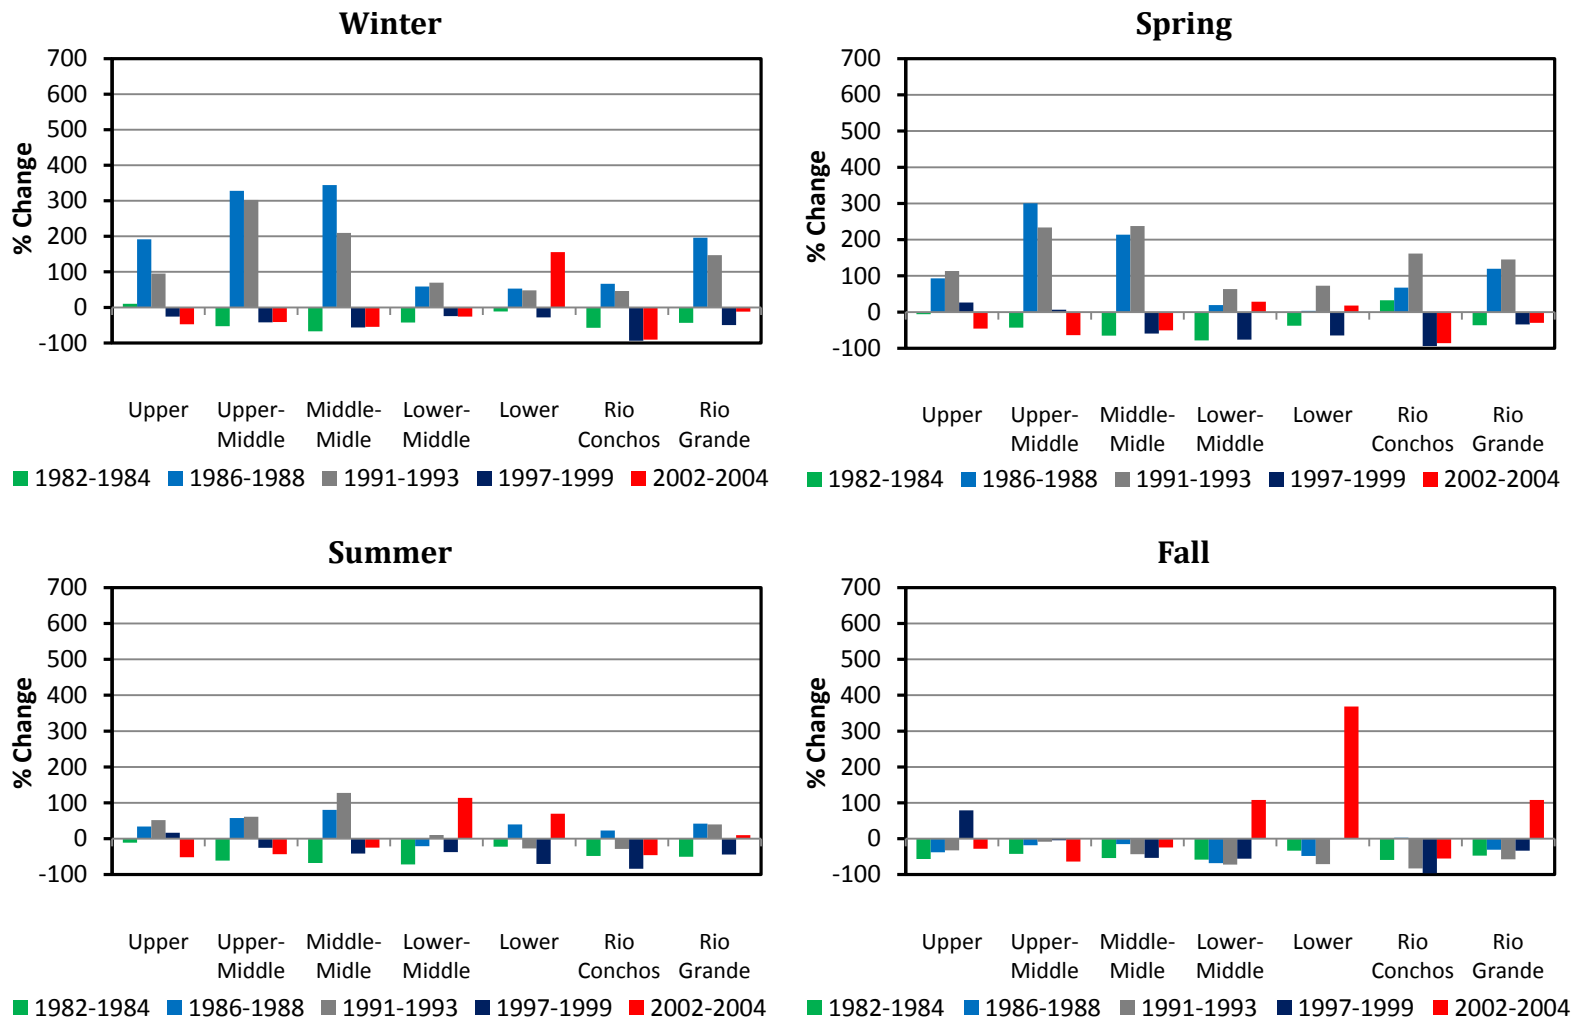 Winter
700
600
500
400
300
200
100
0
-100
% Change
Upper Upper- Middle- Lower- Lower Rio Rio
Middle Midle Middle Conchos Grande
1982-1984 1986-1988 1991-1993 1997-1999 2002-2004
Spring
700
600
500
400
300
200
100
0
-100
% Change
Upper Upper- Middle- Lower- Lower Rio Rio
Middle Midle Middle Conchos Grande
1982-1984 1986-1988 1991-1993 1997-1999 2002-2004
Summer
700
600
500
400
300
200
100
0
-100
% Change
Upper Upper- Middle- Lower- Lower Rio Rio
Middle Midle Middle Conchos Grande
1982-1984 1986-1988 1991-1993 1997-1999 2002-2004
Fall
700
600
500
400
300
200
100
0
-100
% Change
Upper Upper- Middle- Lower- Lower Rio Rio
Middle Midle Middle Conchos Grande
1982-1984 1986-1988 1991-1993 1997-1999 2002-2004